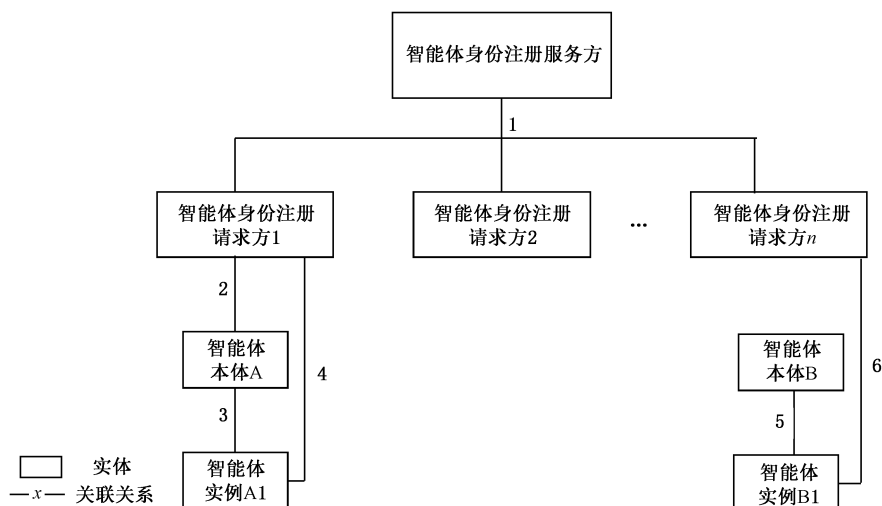 智能体身份注册服务方
1
智能体身份注册
请求方1
智能体身份注册
请求方2
...
智能体身份注册
请求方n
2
4
6
智能体
本体A
智能体
本体B
3
5
智能体
实例A1
智能体
实例B1
实体
x
关联关系